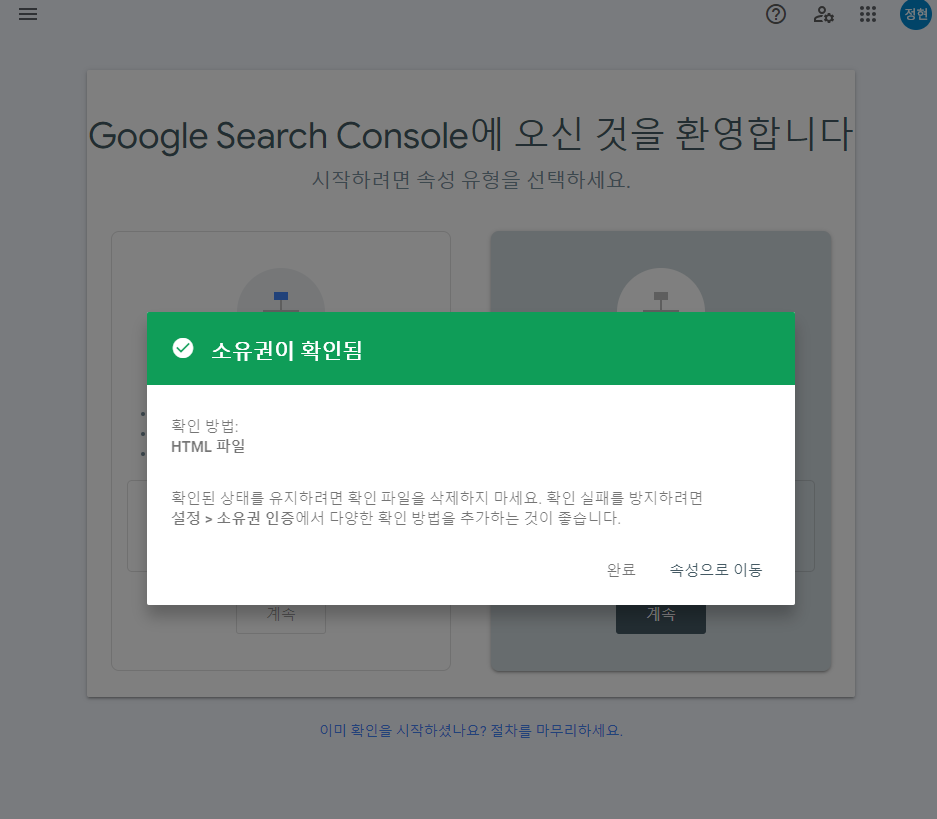 정현
Google Search Console에 오신 것을 환영합니다
시작하려면 속성 유형을 선택하세요.
소유권이 확인됨
확인 방법:
HTML 파일
확인된 상태를 유지하려면 확인 파일을 삭제하지 마세요. 확인 실패를 방지하려면
설정 > 소유권 인증에서 다양한 확인 방법을 추가하는 것이 좋습니다.
완료 속성으로 이동
계속 계속
이미 확인을 시작하셨나요? 절차를 마무리하세요.